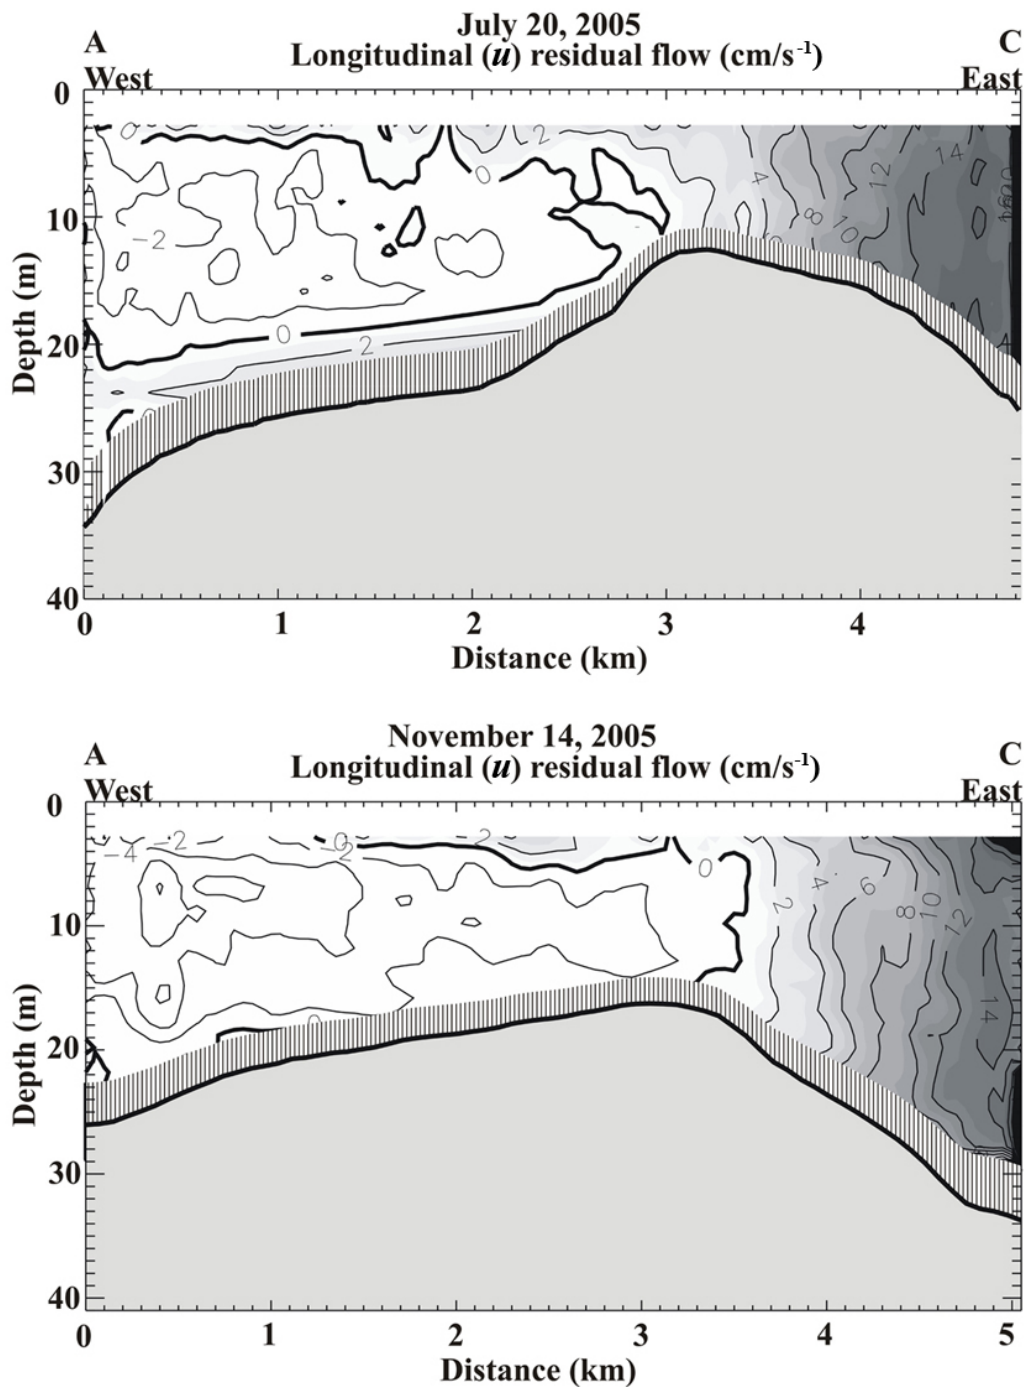 July 20, 2005
A C
Longitudinal (u) residual flow (cm/s-1)
West East
0
0 2 14
0 4 12
10
-2 8 10
Depth (m)
0
20 2
30
40
0 1 2 3 4
Distance (km)
November 14, 2005
A C
Longitudinal (u) residual flow (cm/s-1)
West East
0
-4 -2 0 -2 2
0 2 4 6 8 10 12
10
14
Depth (m)
0
20
30
40
0 1 2 3 4 5
Distance (km)